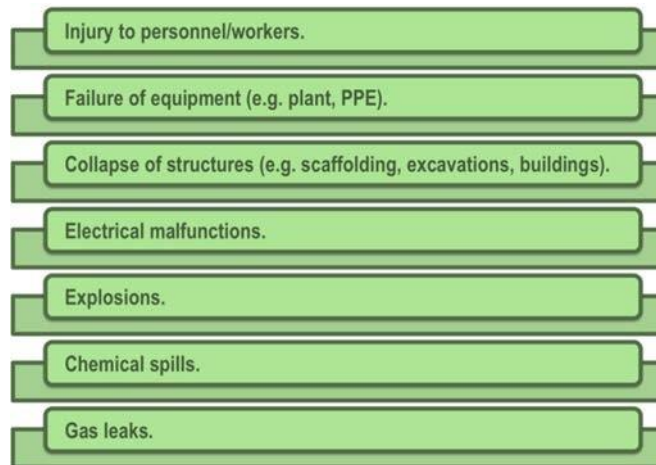 Injury to personnel/workers.
Failure of equipment (e.g. plant, PPE).
Collapse of structures (e.g. scaffolding, excavations, buildings).
Electrical malfunctions.
Explosions.
Chemical spills.
Gas leaks.